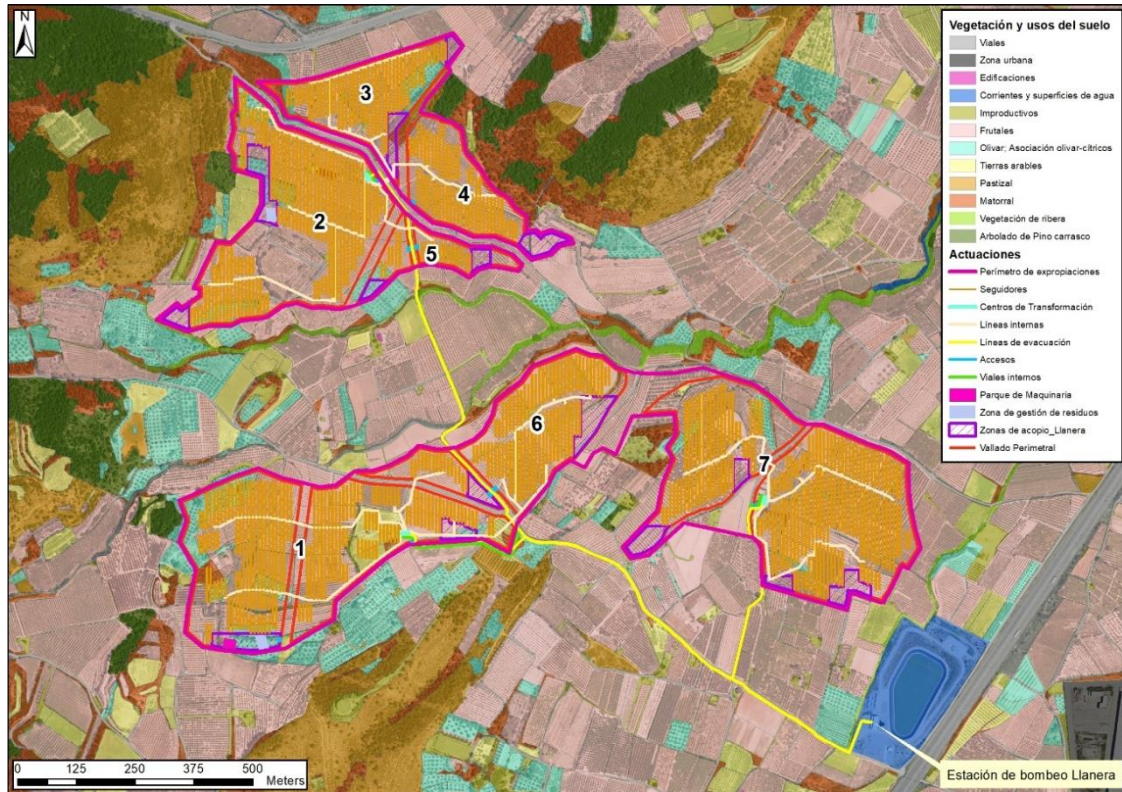 N
Vegetación y usos del suelo
Viales
Zona urbana
Edificaciones
Corrientes y superficies de agua
Improductivos
Frutales
Olivar; Asociación olivar-cítricos
Tierras arables
Pastizal
Matorral
Vegetación de ribera
Arbolado de Pino carrasco
Actuaciones
Perímetro de expropiaciones
Seguidores
Centros de Transformación
Líneas internas
Líneas de evacuación
Accesos
Viales internos
Parque de Maquinaria
Zona de gestión de residuos
Zonas de acopio_Llanera
Vallado Perimetral
3
4
2
5
6
7
1
0 125 250 375 500
Meters
Estación de bombeo Llanera